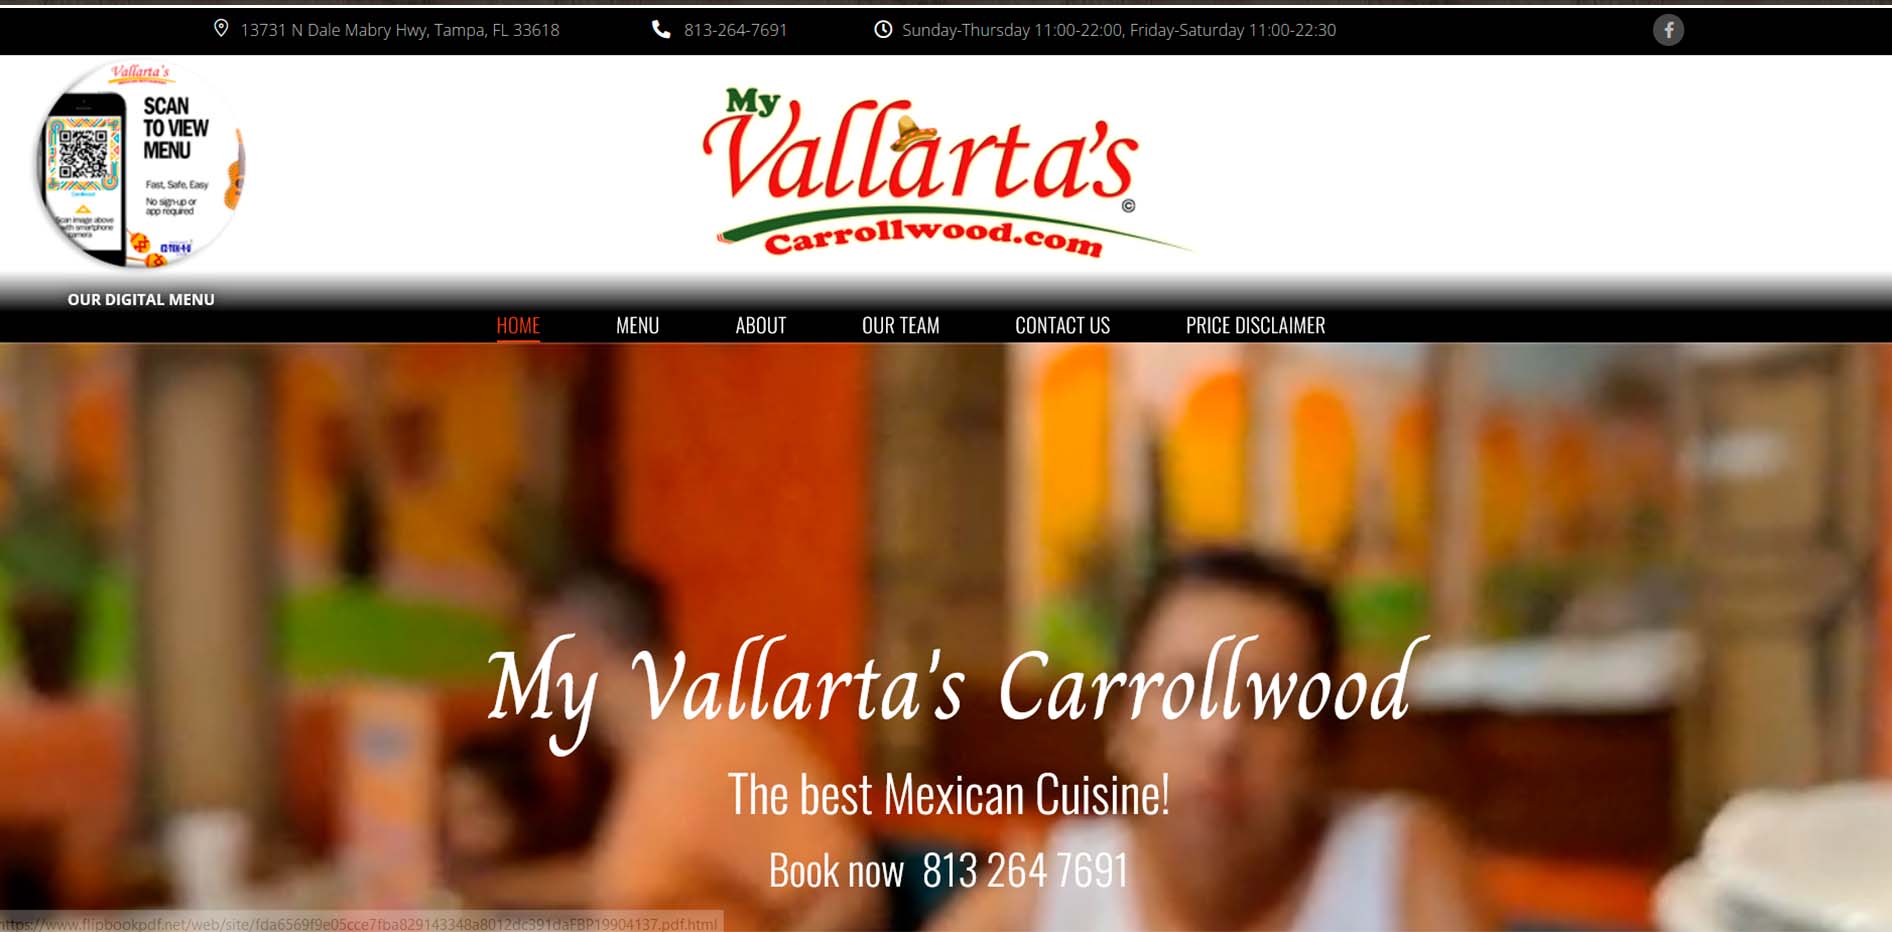 13731 N Dale Mabry Hwy, Tampa, FL 33618
813-264-7691
Sunday-Thursday 11:00-22:00, Friday-Saturday 11:00-22:30
Vallarta's
SCAN
TO VIEW
MENU
Fast, Safe, Easy
No sign-up or
app required
Scan image above
with smartphone
camera
OUR DIGITAL MENU
My
Vallarta's
©
Carrollwood.com
HOME
MENU
ABOUT
OUR TEAM
CONTACT US
PRICE DISCLAIMER
My Vallarta's Carrollwood
The best Mexican Cuisine!
Book now 813 264 7691
https://www.flipbookpdf.net/web/site/fda6569f9e05cce7fba829143348a8012dc391daFBP19904137.pdf.html